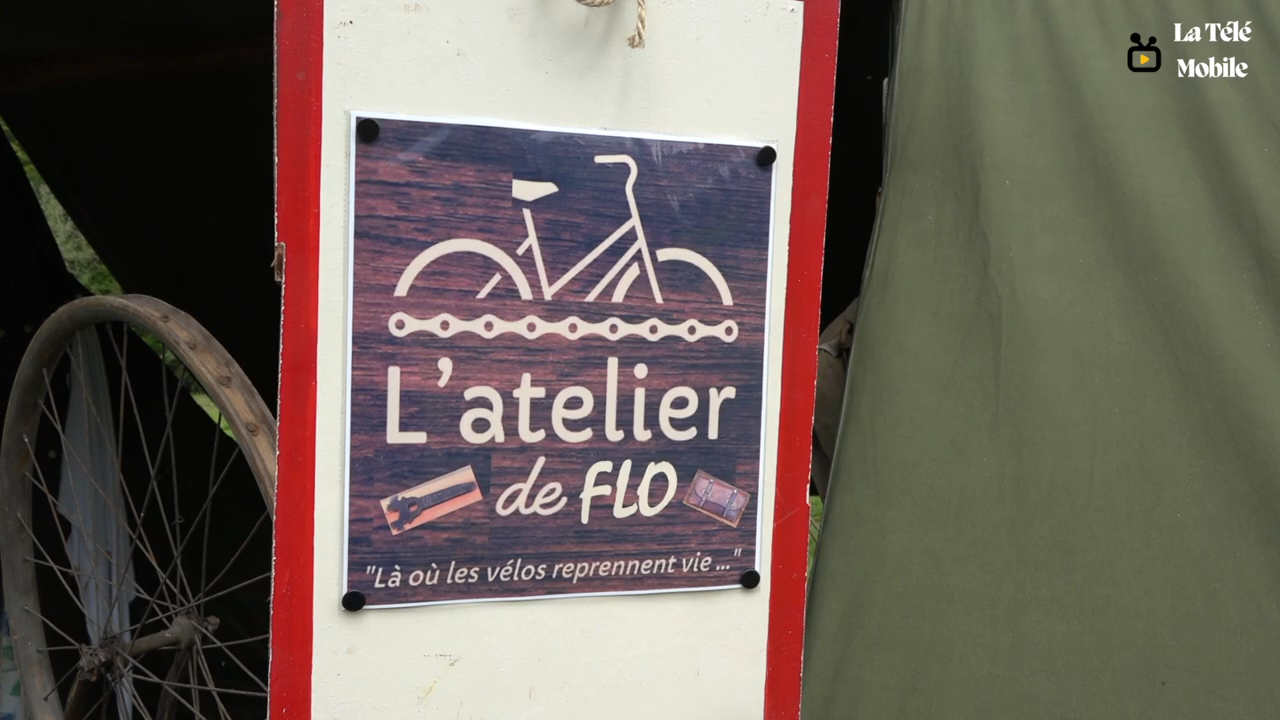 La Télé
Mobile
L'atelier
de FLO
"Là où les vélos reprennent vie..."